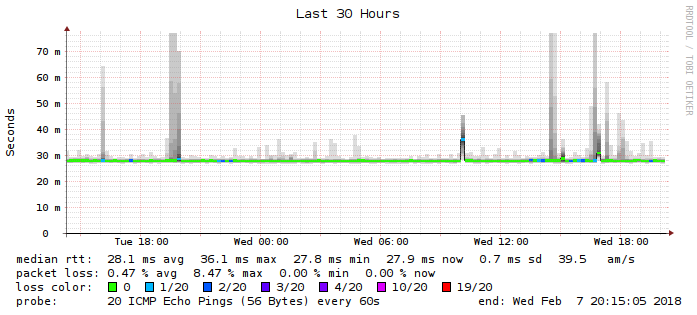 Last 30 Hours
RRDTOOL / TOBI OETIKER
Seconds
70 m
60 m
50 m
40 m
30 m
20 m
10 m
0
Tue 18:00 Wed 00:00 Wed 06:00 Wed 12:00 Wed 18:00
median rtt: 28.1 ms avg 36.1 ms max 27.8 ms min 27.9 ms now 0.7 ms sd 39.5 am/s
packet loss: 0.47 % avg 8.47 % max 0.00 % min 0.00 % now
loss color: 0 1/20 2/20 3/20 4/20 10/20 19/20
probe: 20 ICMP Echo Pings (56 Bytes) every 60s end: Wed Feb 7 20:15:05 2018